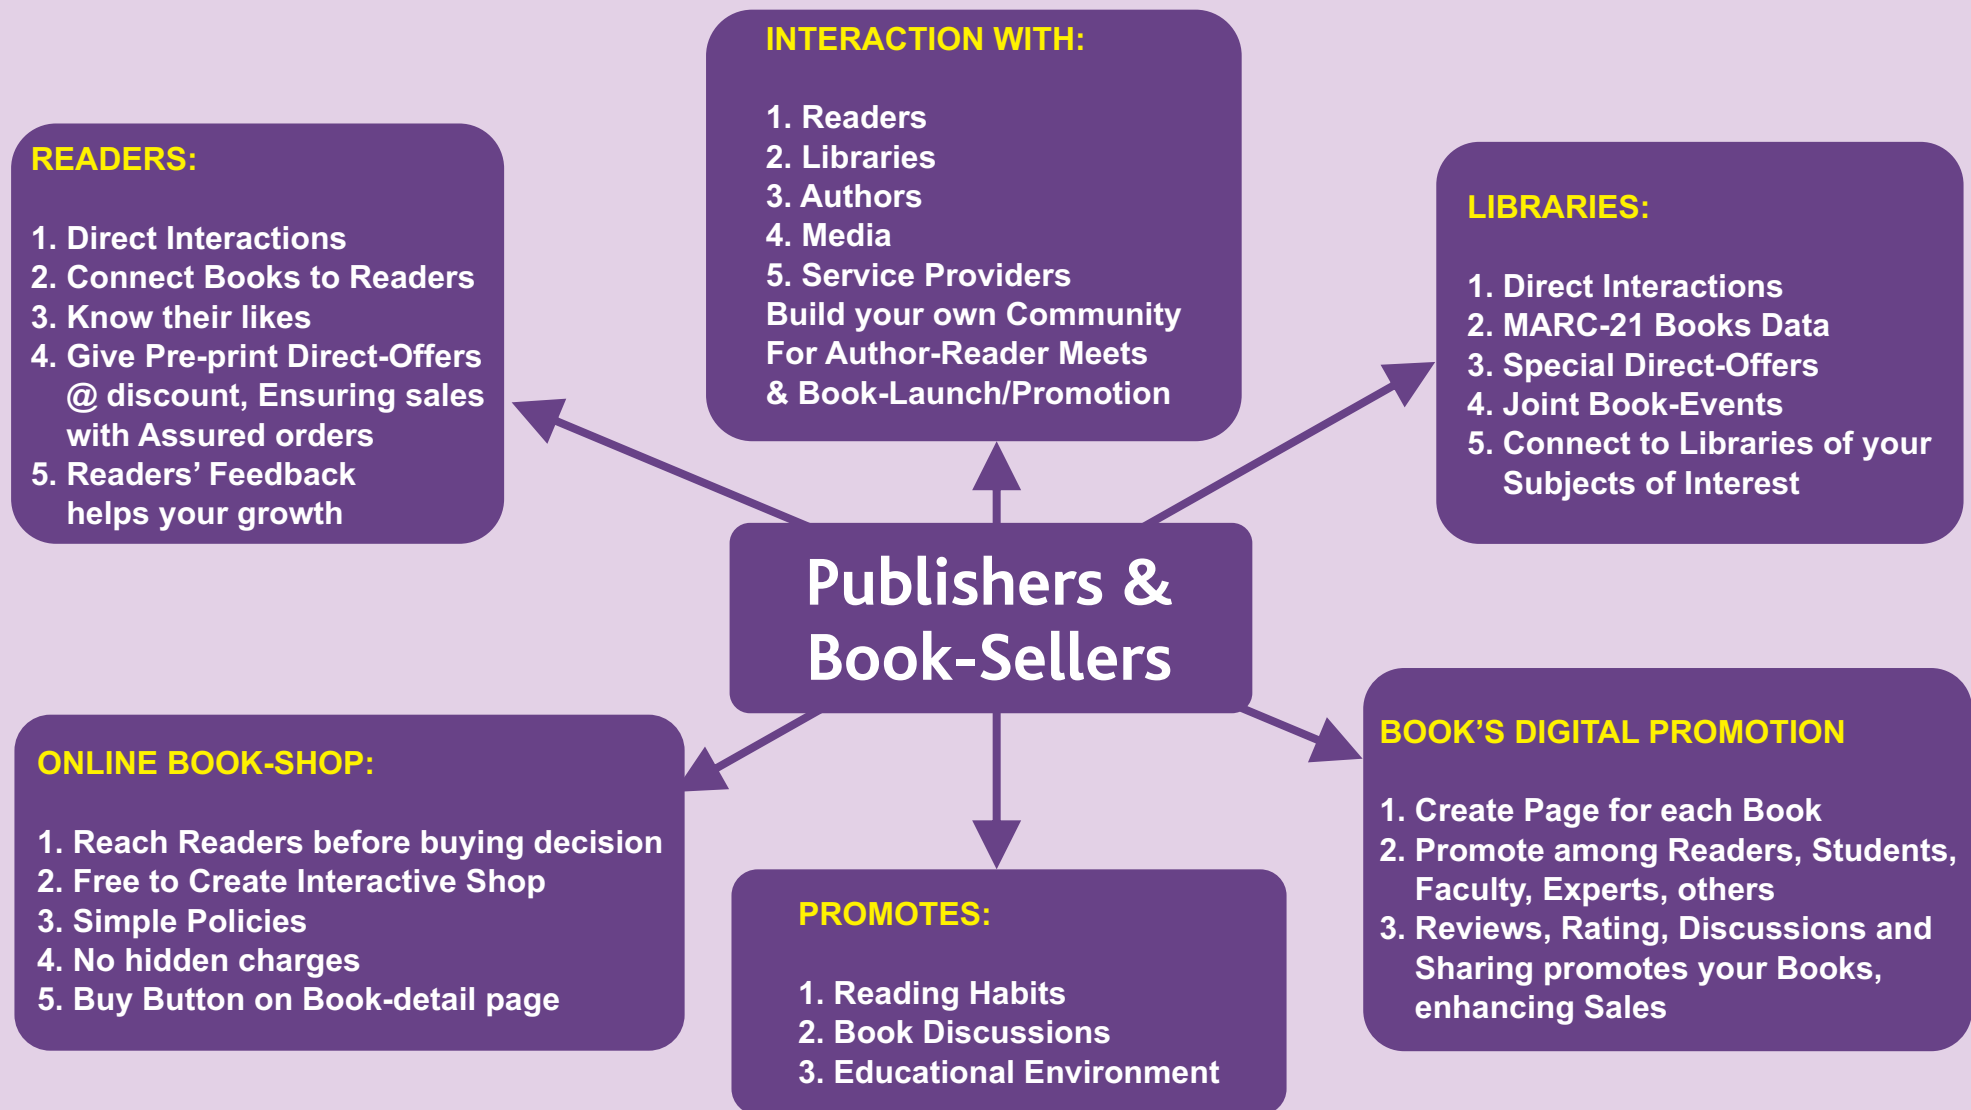 INTERACTION WITH:
1. Readers
2. Libraries
3. Authors
4. Media
5. Service Providers
Build your own Community
For Author-Reader Meets
& Book-Launch/Promotion
READERS:
1. Direct Interactions
2. Connect Books to Readers
3. Know their likes
4. Give Pre-print Direct-Offers
@ discount, Ensuring sales
with Assured orders
5. Readers’ Feedback
helps your growth
LIBRARIES:
1. Direct Interactions
2. MARC-21 Books Data
3. Special Direct-Offers
4. Joint Book-Events
5. Connect to Libraries of your
Subjects of Interest
Publishers &
Book-Sellers
ONLINE BOOK-SHOP:
1. Reach Readers before buying decision
2. Free to Create Interactive Shop
3. Simple Policies
4. No hidden charges
5. Buy Button on Book-detail page
PROMOTES:
1. Reading Habits
2. Book Discussions
3. Educational Environment
BOOK’S DIGITAL PROMOTION
1. Create Page for each Book
2. Promote among Readers, Students,
Faculty, Experts, others
3. Reviews, Rating, Discussions and
Sharing promotes your Books,
enhancing Sales